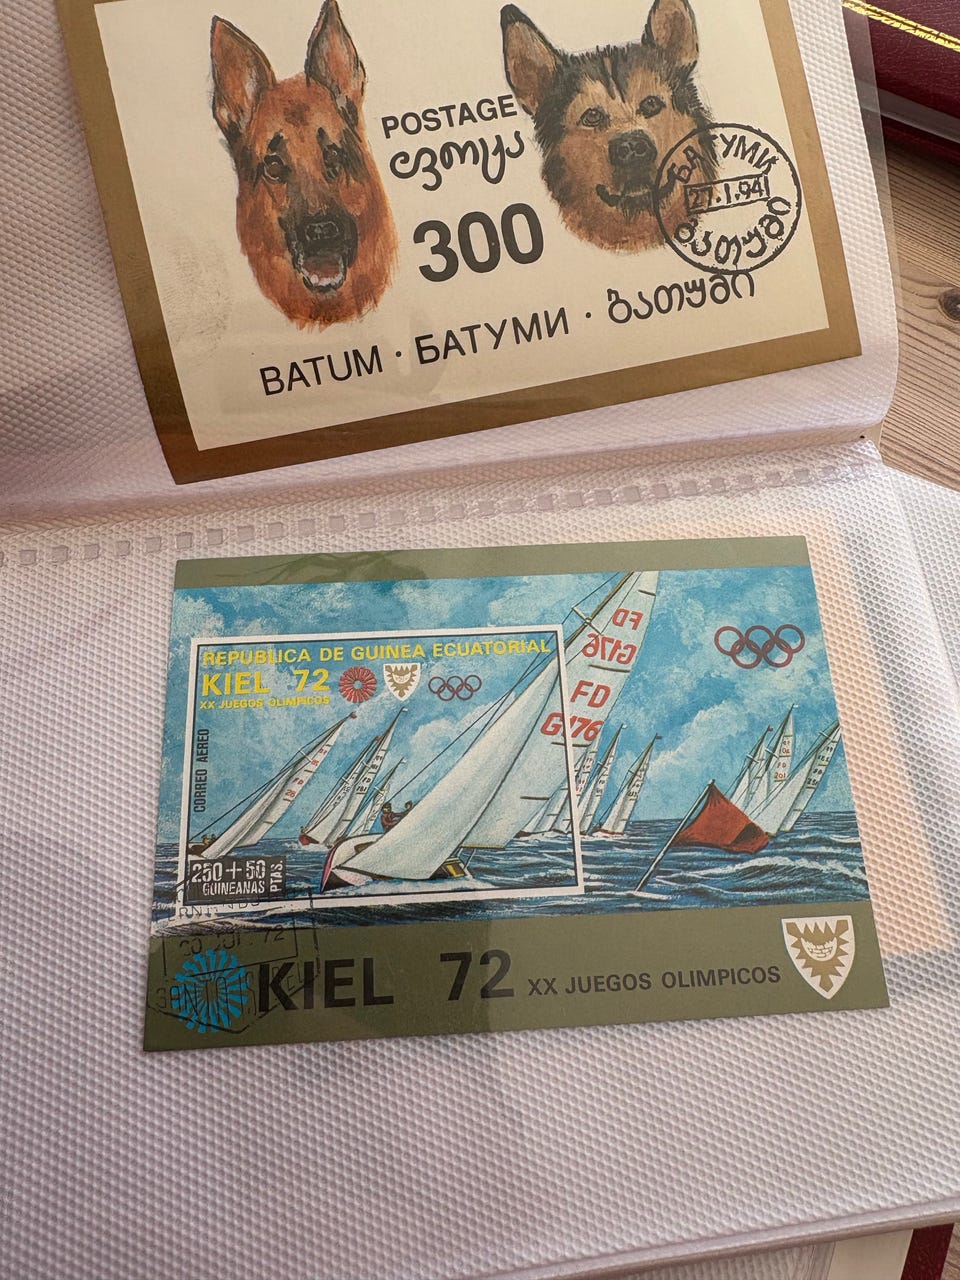 POSTAGE
ფოსტა
300
БАТУМИ
27.1.94
ბათუმი
BATUM · БАТУМИ · ბათუმი
REPUBLICA DE GUINEA ECUATORIAL
KIEL 72
XX JUEGOS OLIMPICOS
CORREO AEREO
250+50
GUINEANAS
PTAS.
FD
G176
FD
G176
KIEL 72 XX JUEGOS OLIMPICOS